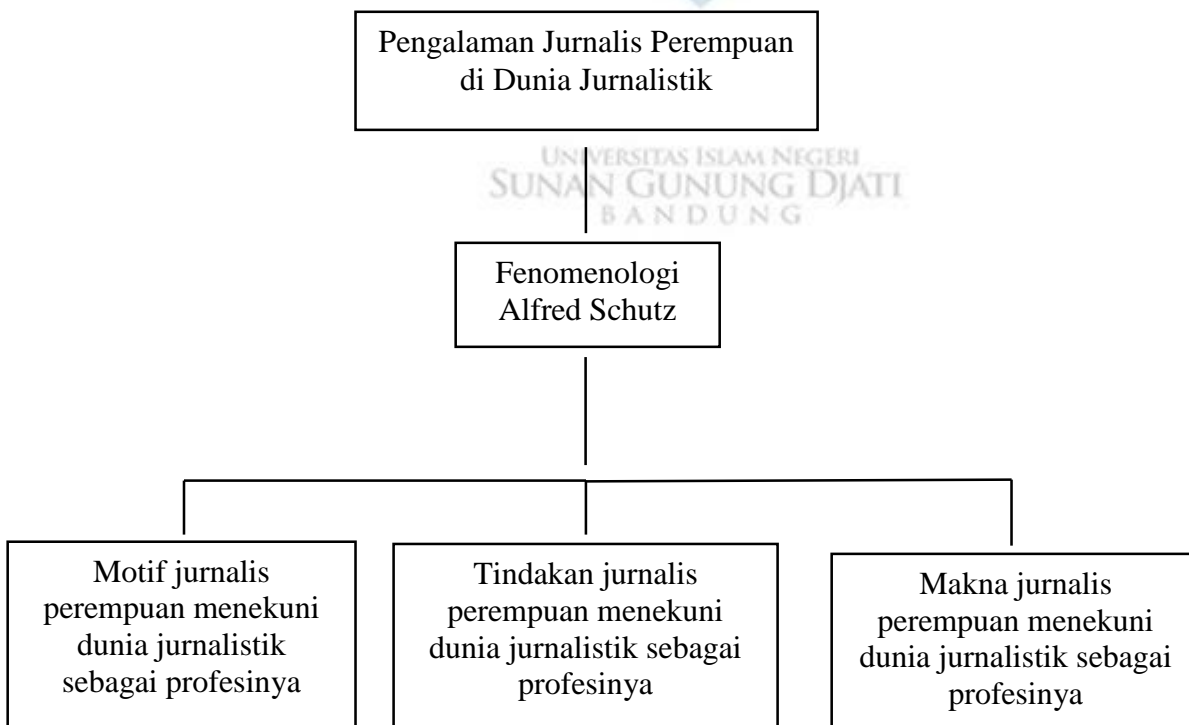 Pengalaman Jurnalis Perempuan
di Dunia Jurnalistik
UNIVERSITAS ISLAM NEGERI
SUNAN GUNUNG DJATI
BANDUNG
Fenomenologi
Alfred Schutz
Motif jurnalis
perempuan menekuni
dunia jurnalistik
sebagai profesinya
Tindakan jurnalis
perempuan menekuni
dunia jurnalistik sebagai
profesinya
Makna jurnalis
perempuan menekuni
dunia jurnalistik sebagai
profesinya